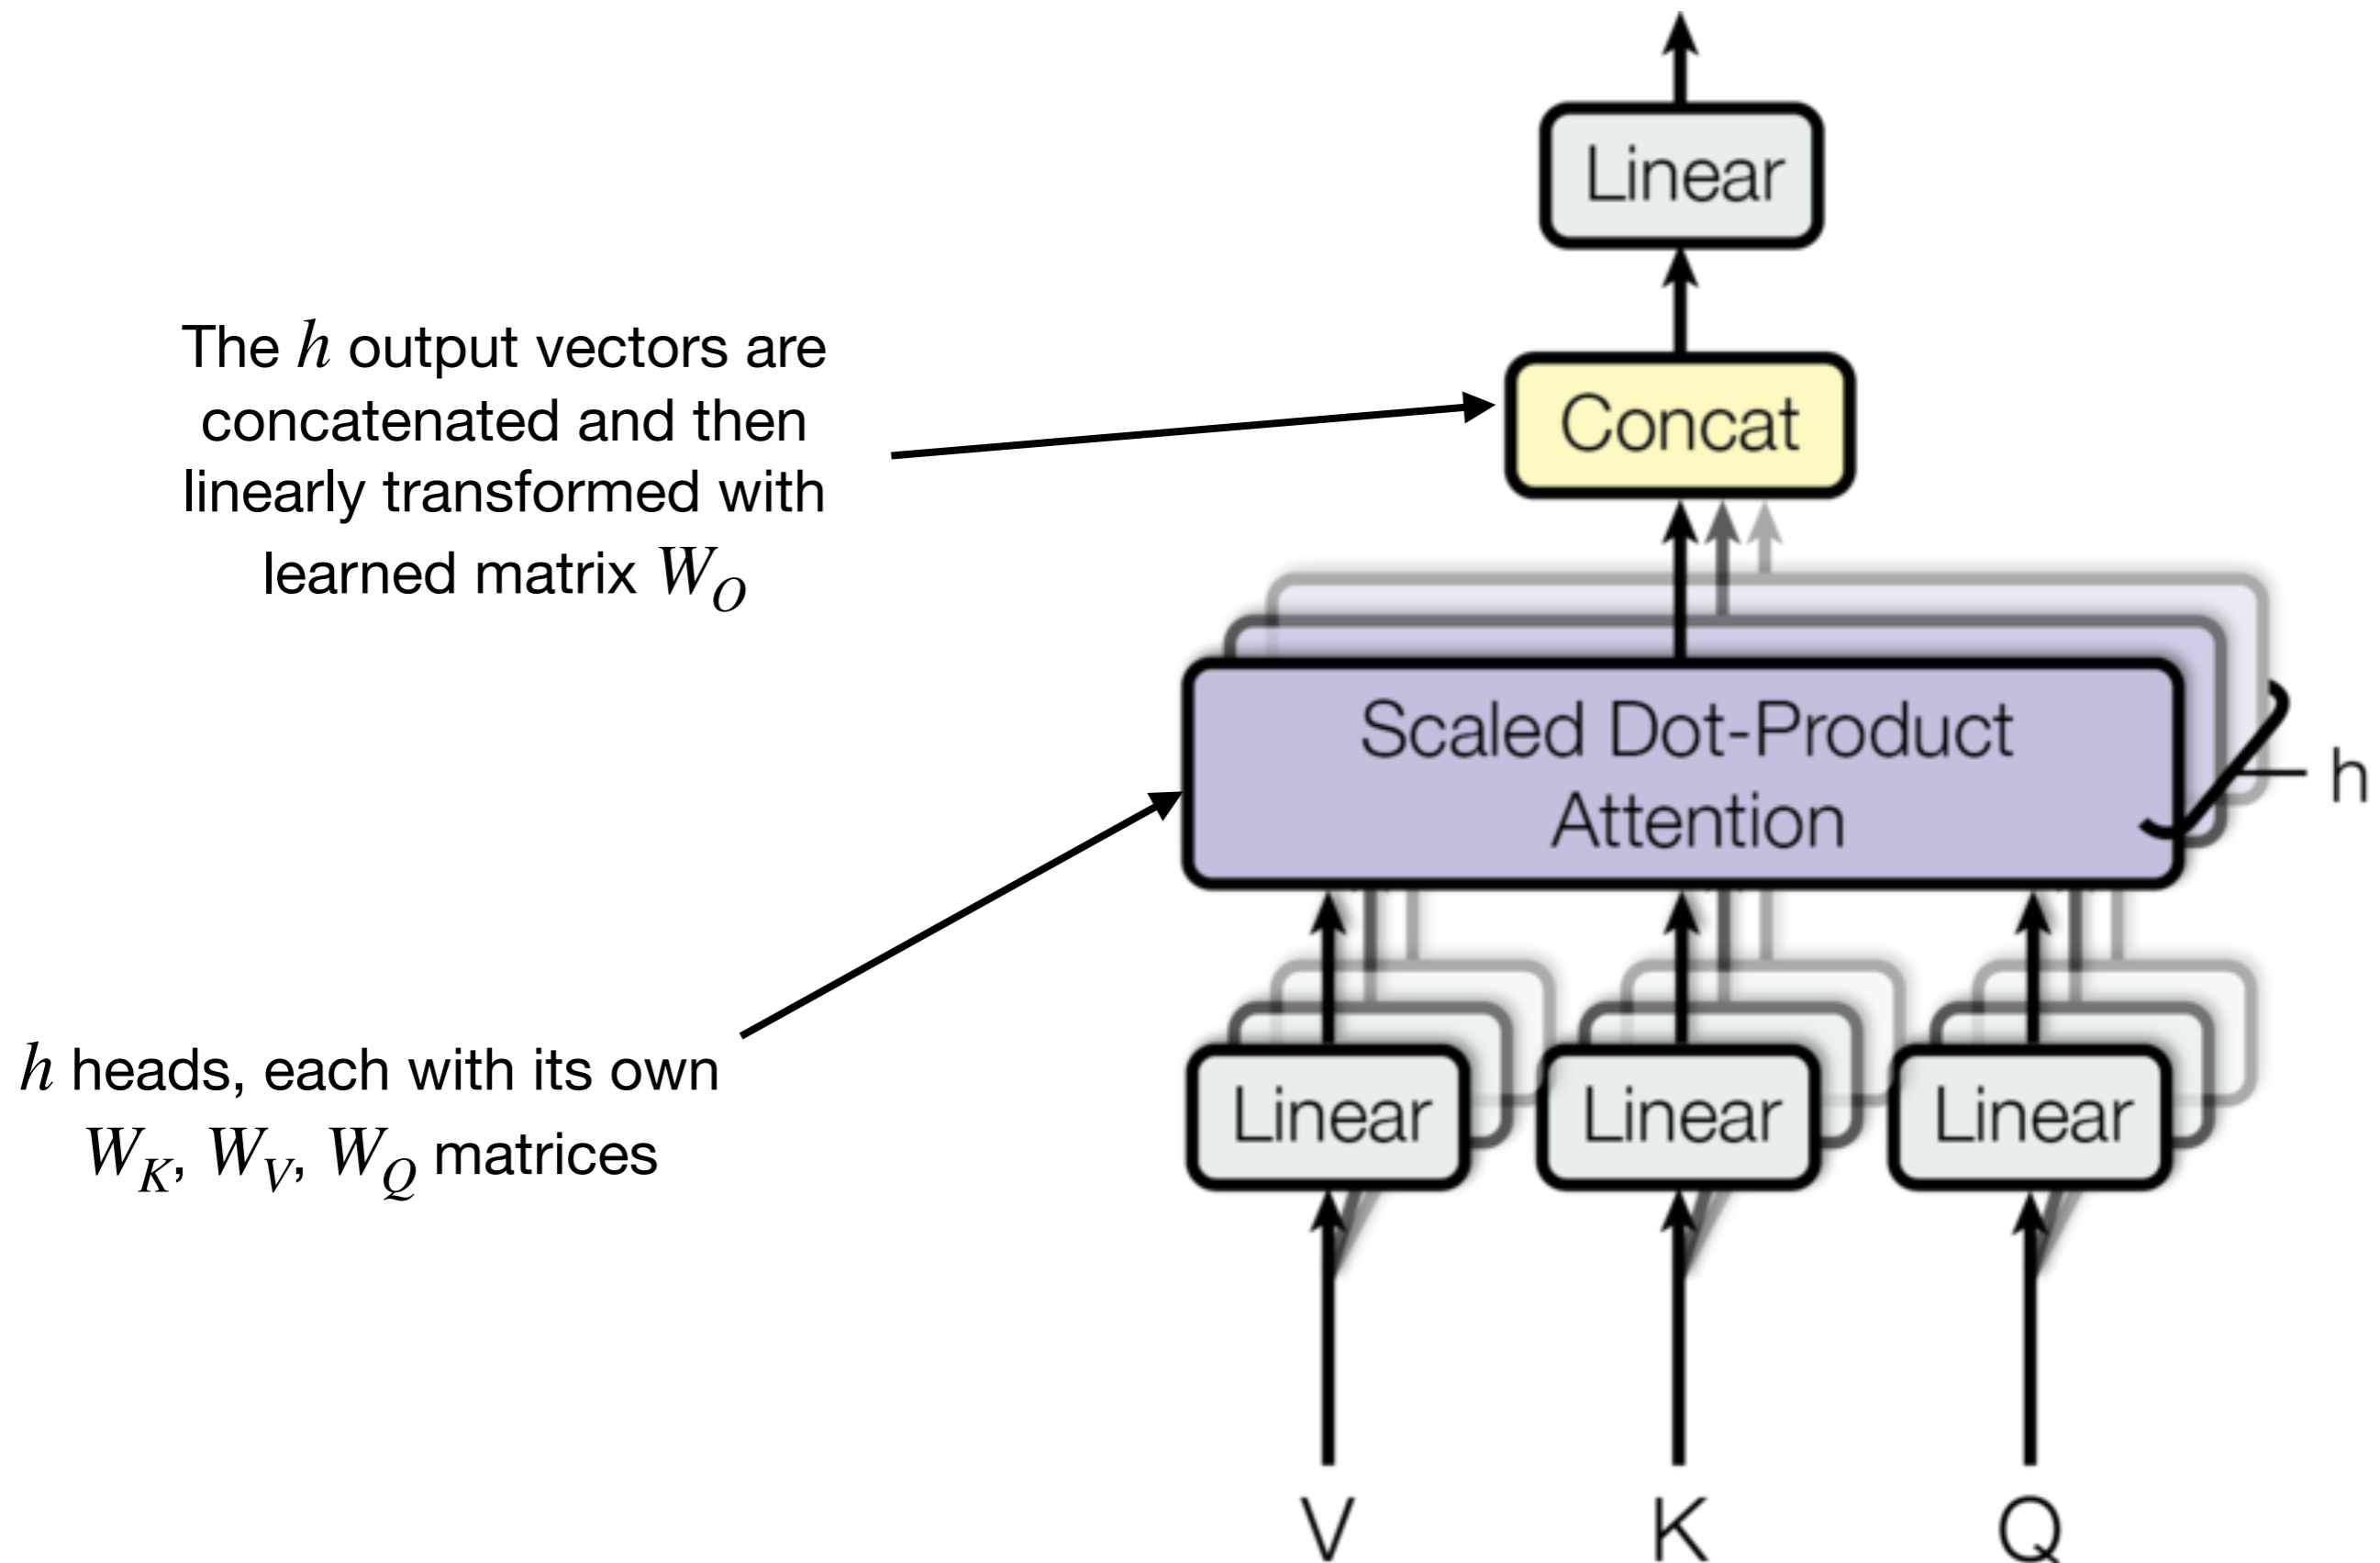 Linear
The h output vectors are
concatenated and then
linearly transformed with
learned matrix W_O
Concat
Scaled Dot-Product
Attention
h
h heads, each with its own
W_K, W_V, W_Q matrices
Linear Linear Linear
V K Q